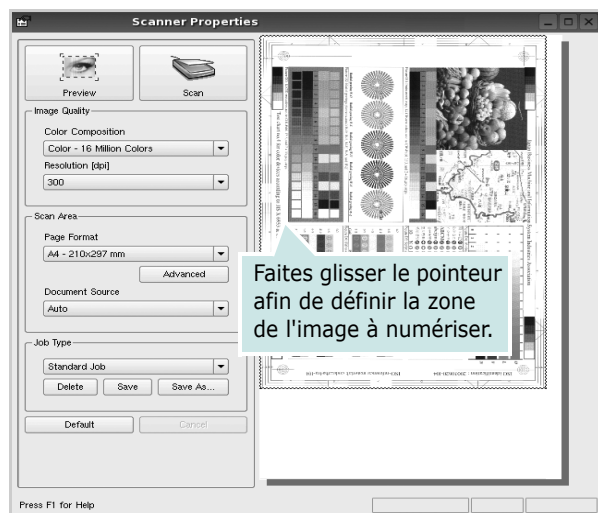 Scanner Properties
Preview
Scan
Image Quality
Color Composition
Color - 16 Million Colors
Resolution [dpi]
300
Scan Area
Page Format
A4 - 210x297 mm
Advanced
Document Source
Auto
Job Type
Standard Job
Delete
Save
Save As...
Default
Cancel
Faites glisser le pointeur
afin de définir la zone
de l'image à numériser.
Press F1 for Help